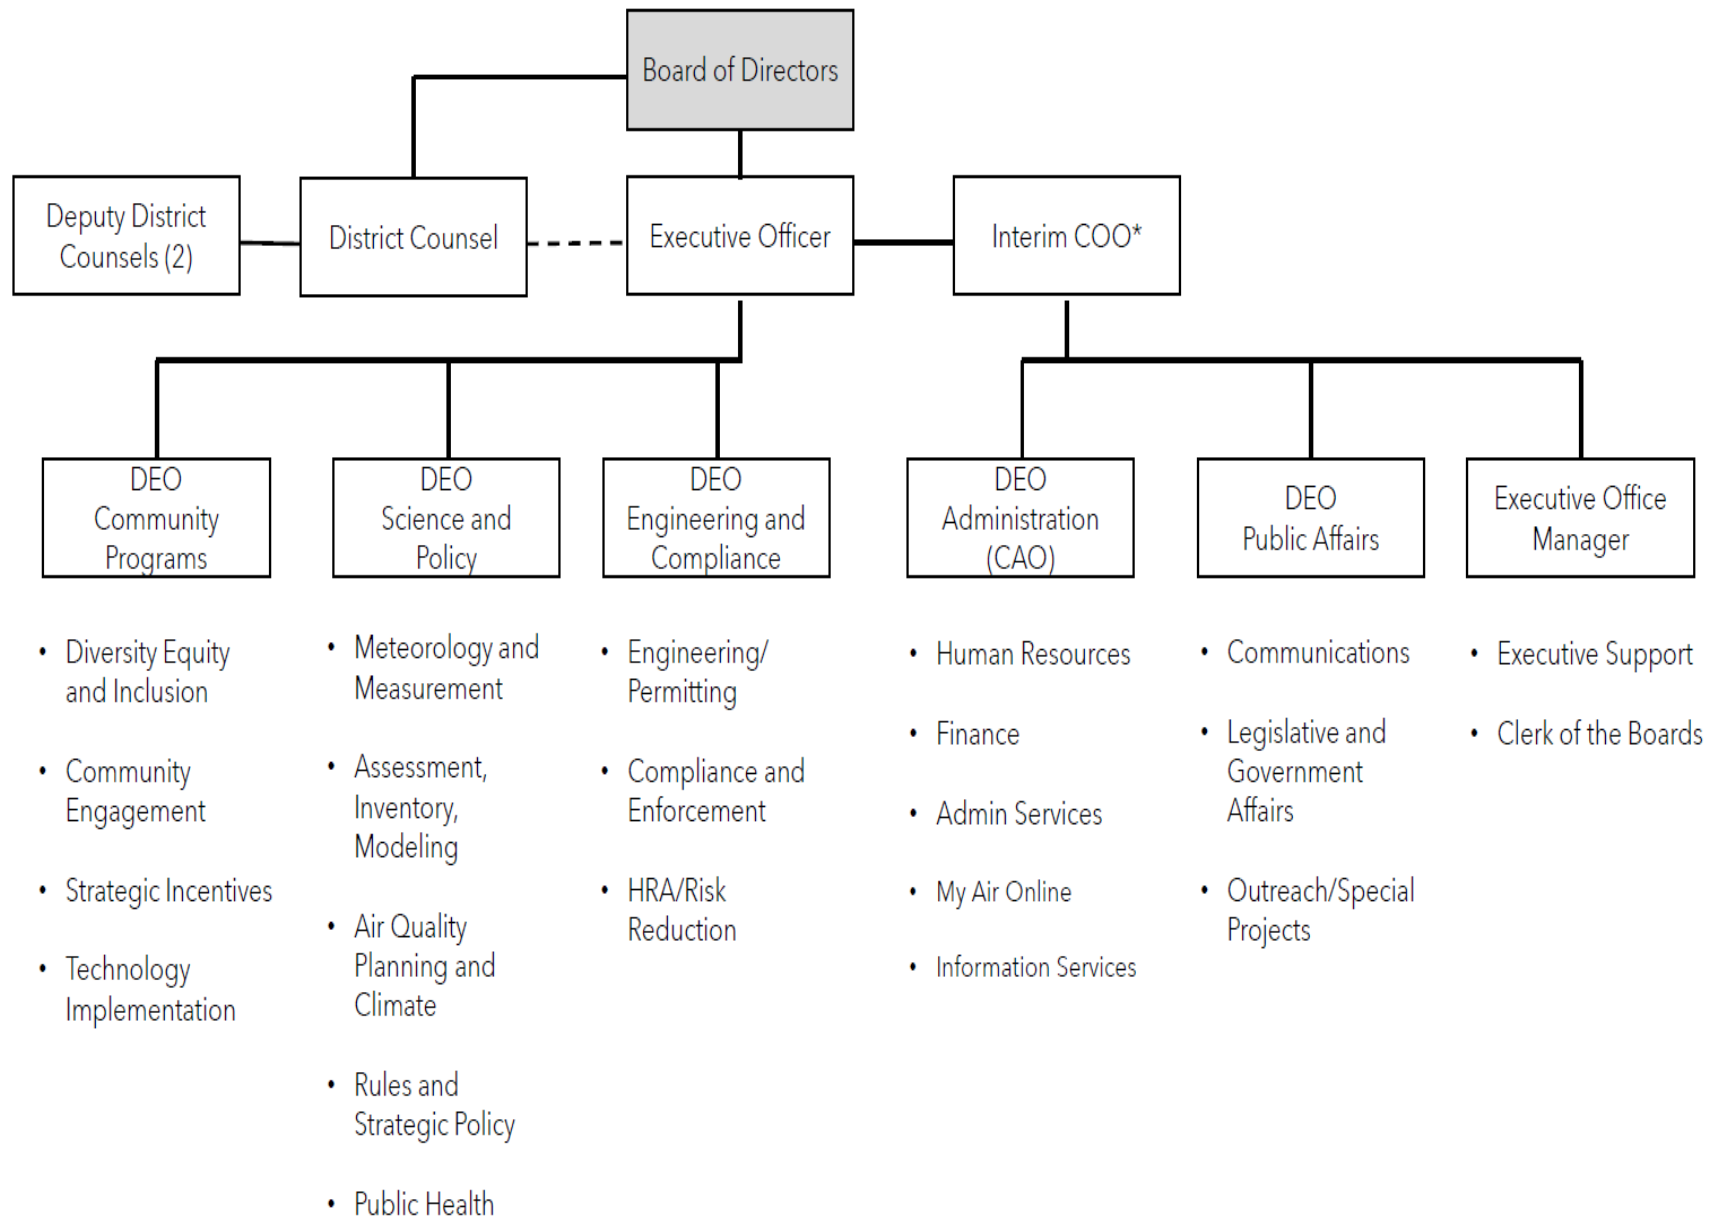 Board of Directors
Deputy District
Counsels (2)
District Counsel
Executive Officer
Interim COO*
DEO
Community
Programs
DEO
Science and
Policy
DEO
Engineering and
Compliance
DEO
Administration
(CAO)
DEO
Public Affairs
Executive Office
Manager
• Diversity Equity
and Inclusion
• Community
Engagement
• Strategic Incentives
• Technology
Implementation
• Meteorology and
Measurement
• Assessment,
Inventory,
Modeling
• Air Quality
Planning and
Climate
• Rules and
Strategic Policy
• Public Health
• Engineering/
Permitting
• Compliance and
Enforcement
• HRA/Risk
Reduction
• Human Resources
• Finance
• Admin Services
• My Air Online
• Information Services
• Communications
• Legislative and
Government
Affairs
• Outreach/Special
Projects
• Executive Support
• Clerk of the Boards